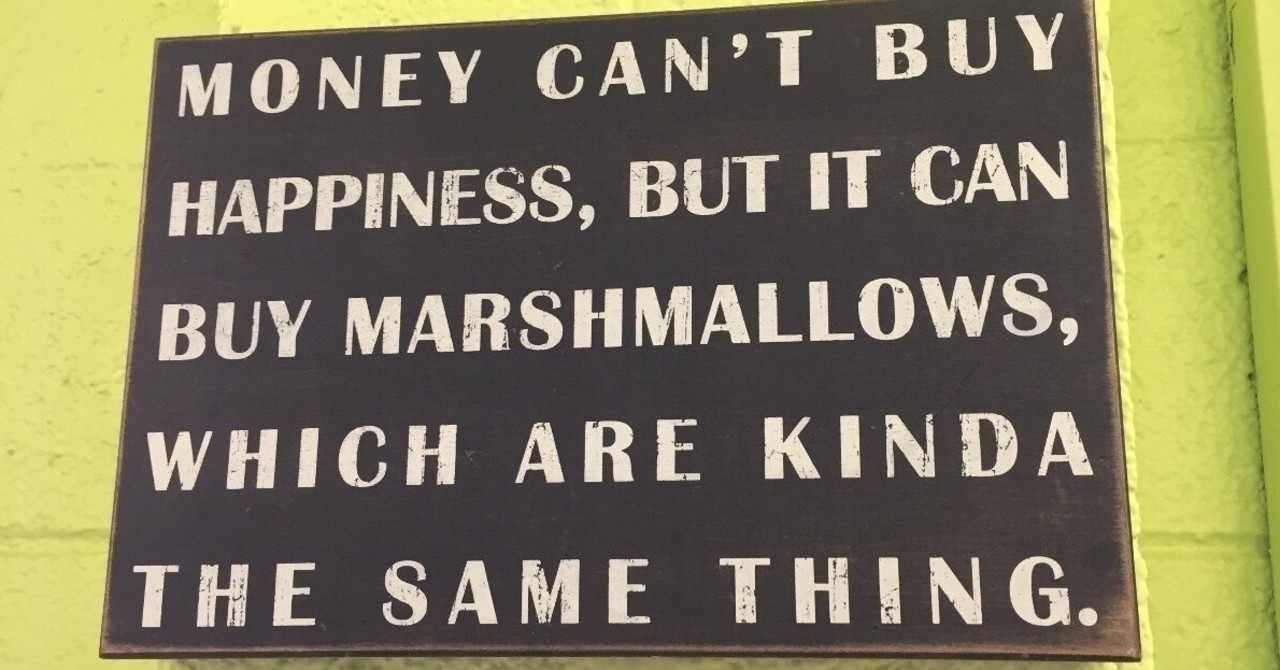 MONEY CAN'T BUY
HAPPINESS, BUT IT CAN
BUY MARSHMALLOWS,
WHICH ARE KINDA
THE SAME THING.